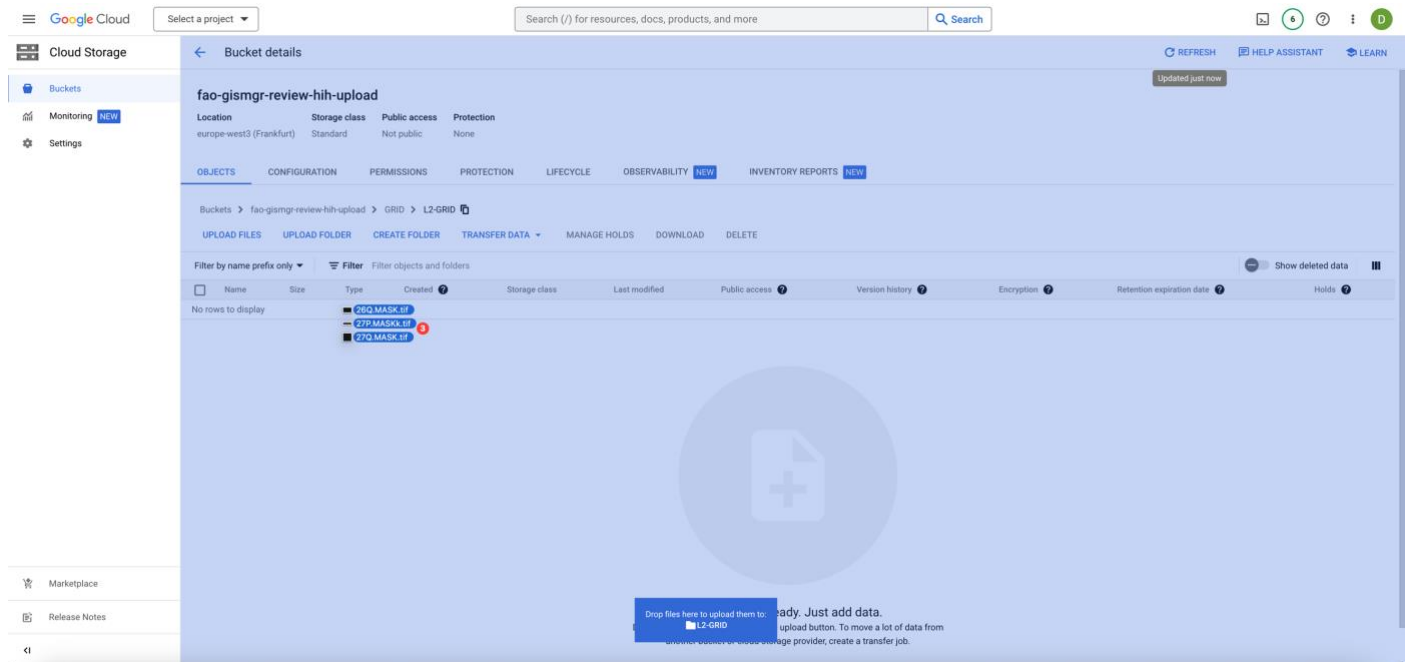 Google Cloud Select a project Search (/) for resources, docs, products, and more Search 6 D
Cloud Storage Bucket details REFRESH HELP ASSISTANT LEARN
Updated just now
Buckets
Monitoring NEW
Settings
fao-gismgr-review-hih-upload
Location Storage class Public access Protection
europe-west3 (Frankfurt) Standard Not public None
OBJECTS CONFIGURATION PERMISSIONS PROTECTION LIFECYCLE OBSERVABILITY NEW INVENTORY REPORTS NEW
Buckets > fao-gismgr-review-hih-upload > GRID > L2-GRID
UPLOAD FILES UPLOAD FOLDER CREATE FOLDER TRANSFER DATA MANAGE HOLDS DOWNLOAD DELETE
Filter by name prefix only Filter Filter objects and folders Show deleted data
Name Size Type Created Storage class Last modified Public access Version history Encryption Retention expiration date Holds
No rows to display
26Q.MASK.tif
27P.MASKk.tif 3
27Q.MASK.tif
eady. Just add data.
Drop files here to upload them to:
L2-GRID
upload button. To move a lot of data from
age provider, create a transfer job.
Marketplace
Release Notes